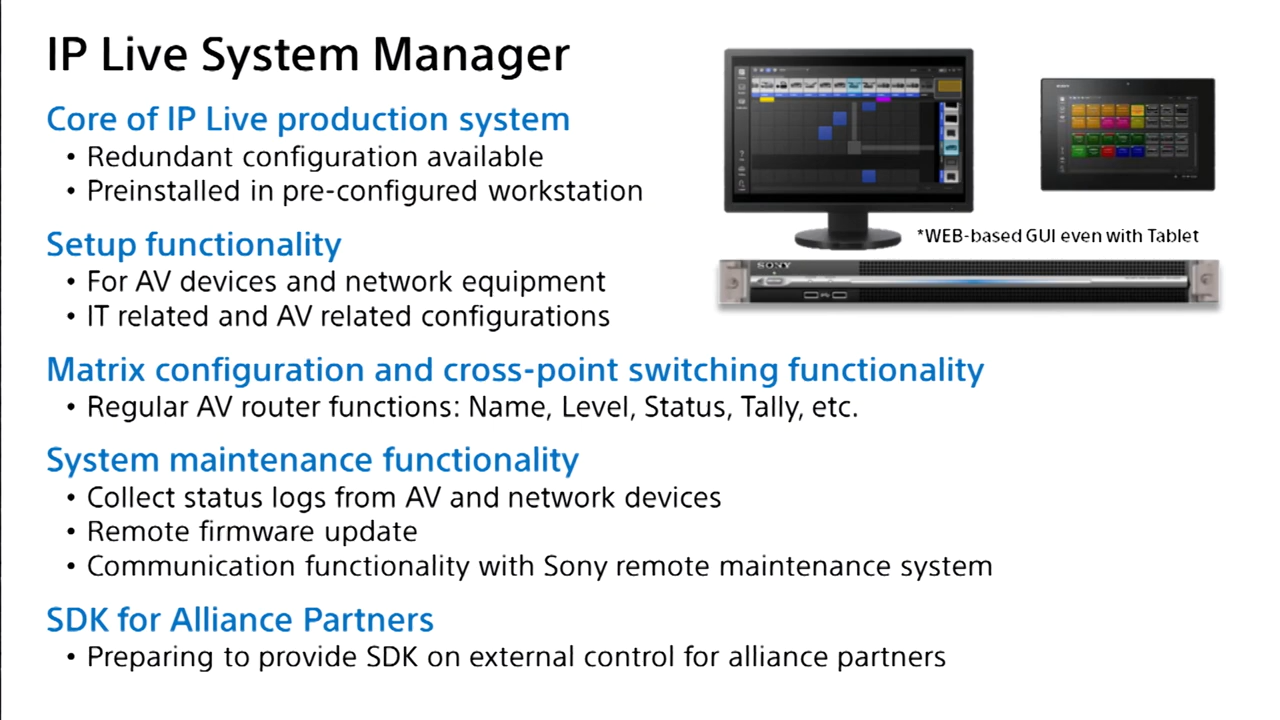 IP Live System Manager
Core of IP Live production system
• Redundant configuration available
• Preinstalled in pre-configured workstation
*WEB-based GUI even with Tablet
SONY
Setup functionality
• For AV devices and network equipment
• IT related and AV related configurations
Matrix configuration and cross-point switching functionality
• Regular AV router functions: Name, Level, Status, Tally, etc.
System maintenance functionality
• Collect status logs from AV and network devices
• Remote firmware update
• Communication functionality with Sony remote maintenance system
SDK for Alliance Partners
• Preparing to provide SDK on external control for alliance partners